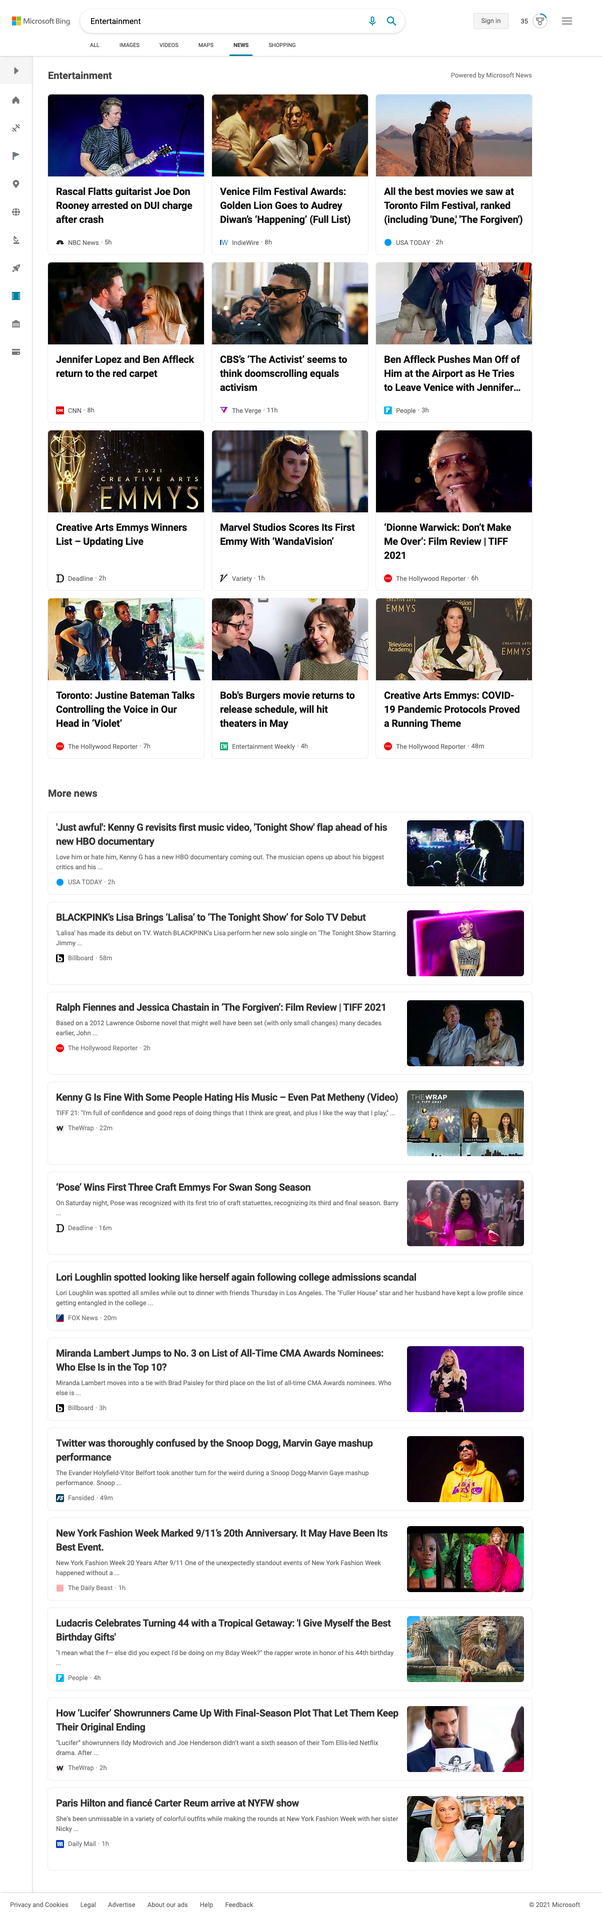 Microsoft Bing
Entertainment
Sign in
35
ALL
IMAGES
VIDEOS
MAPS
NEWS
SHOPPING
Entertainment
Powered by Microsoft News
Rascal Flatts guitarist Joe Don
Rooney arrested on DUI charge
after crash
NBC News · 5h
Venice Film Festival Awards:
Golden Lion Goes to Audrey
Diwan's 'Happening' (Full List)
IW
IndieWire · 8h
All the best movies we saw at
Toronto Film Festival, ranked
(including 'Dune,' 'The Forgiven')
USA TODAY · 2h
Jennifer Lopez and Ben Affleck
return to the red carpet
CNN · 8h
CBS's 'The Activist' seems to
think doomscrolling equals
activism
The Verge · 11h
Ben Affleck Pushes Man Off of
Him at the Airport as He Tries
to Leave Venice with Jennifer...
People · 3h
2021
CREATIVE ARTS
EMMYS
Creative Arts Emmys Winners
List – Updating Live
Deadline · 2h
Marvel Studios Scores Its First
Emmy With 'WandaVision'
Variety · 1h
'Dionne Warwick: Don't Make
Me Over': Film Review | TIFF
2021
The Hollywood Reporter · 6h
Toronto: Justine Bateman Talks
Controlling the Voice in Our
Head in 'Violet'
The Hollywood Reporter · 7h
Bob's Burgers movie returns to
release schedule, will hit
theaters in May
Entertainment Weekly · 4h
EMMYS
Television
Academy
EMMYS
Creative Arts Emmys: COVID-
19 Pandemic Protocols Proved
a Running Theme
The Hollywood Reporter · 48m
More news
'Just awful': Kenny G revisits first music video, 'Tonight Show' flap ahead of his
new HBO documentary
Love him or hate him, Kenny G has a new HBO documentary coming out. The musician opens up about his biggest
critics and his ...
USA TODAY · 2h
BLACKPINK's Lisa Brings 'Lalisa' to 'The Tonight Show' for Solo TV Debut
'Lalisa' has made its debut on TV. Watch BLACKPINK's Lisa perform her new solo single on 'The Tonight Show Starring
Jimmy ...
Billboard · 58m
Ralph Fiennes and Jessica Chastain in 'The Forgiven': Film Review | TIFF 2021
Based on a 2012 Lawrence Osborne novel that might well have been set (with only small changes) many decades
earlier, John ...
The Hollywood Reporter · 2h
Kenny G Is Fine With Some People Hating His Music – Even Pat Metheny (Video)
TIFF 21: "I'm full of confidence and good reps of doing things that I think are great, and plus I like the way that I play," ...
TheWrap · 22m
THEWRAP
'Pose' Wins First Three Craft Emmys For Swan Song Season
On Saturday night, Pose was recognized with its first trio of craft statuettes, recognizing its third and final season. Barry
...
Deadline · 16m
Lori Loughlin spotted looking like herself again following college admissions scandal
Lori Loughlin was spotted all smiles while out to dinner with friends Thursday in Los Angeles. The "Fuller House" star and her husband have kept a low profile since
getting entangled in the college ...
FOX News · 20m
Miranda Lambert Jumps to No. 3 on List of All-Time CMA Awards Nominees:
Who Else Is in the Top 10?
Miranda Lambert moves into a tie with Brad Paisley for third place on the list of all-time CMA Awards nominees. Who
else is ...
Billboard · 3h
Twitter was thoroughly confused by the Snoop Dogg, Marvin Gaye mashup
performance
The Evander Holyfield-Vitor Belfort took another turn for the weird during a Snoop Dogg-Marvin Gaye mashup
performance. Snoop ...
Fansided · 49m
New York Fashion Week Marked 9/11's 20th Anniversary. It May Have Been Its
Best Event.
New York Fashion Week 20 Years After 9/11 One of the unexpectedly standout events of New York Fashion Week
happened without a ...
The Daily Beast · 1h
Ludacris Celebrates Turning 44 with a Tropical Getaway: 'I Give Myself the Best
Birthday Gifts'
"I mean what the f— else did you expect I'd be doing on my Bday Week?" the rapper wrote in honor of his 44th birthday
...
People · 4h
How 'Lucifer' Showrunners Came Up With Final-Season Plot That Let Them Keep
Their Original Ending
"Lucifer" showrunners Ildy Modrovich and Joe Henderson didn't want a sixth season of their Tom Ellis-led Netflix
drama. After ...
TheWrap · 2h
Paris Hilton and fiancé Carter Reum arrive at NYFW show
She's been unmissable in a variety of colorful outfits while making the rounds at New York Fashion Week with her sister
Nicky ...
Daily Mail · 1h
Privacy and Cookies
Legal
Advertise
About our ads
Help
Feedback
© 2021 Microsoft